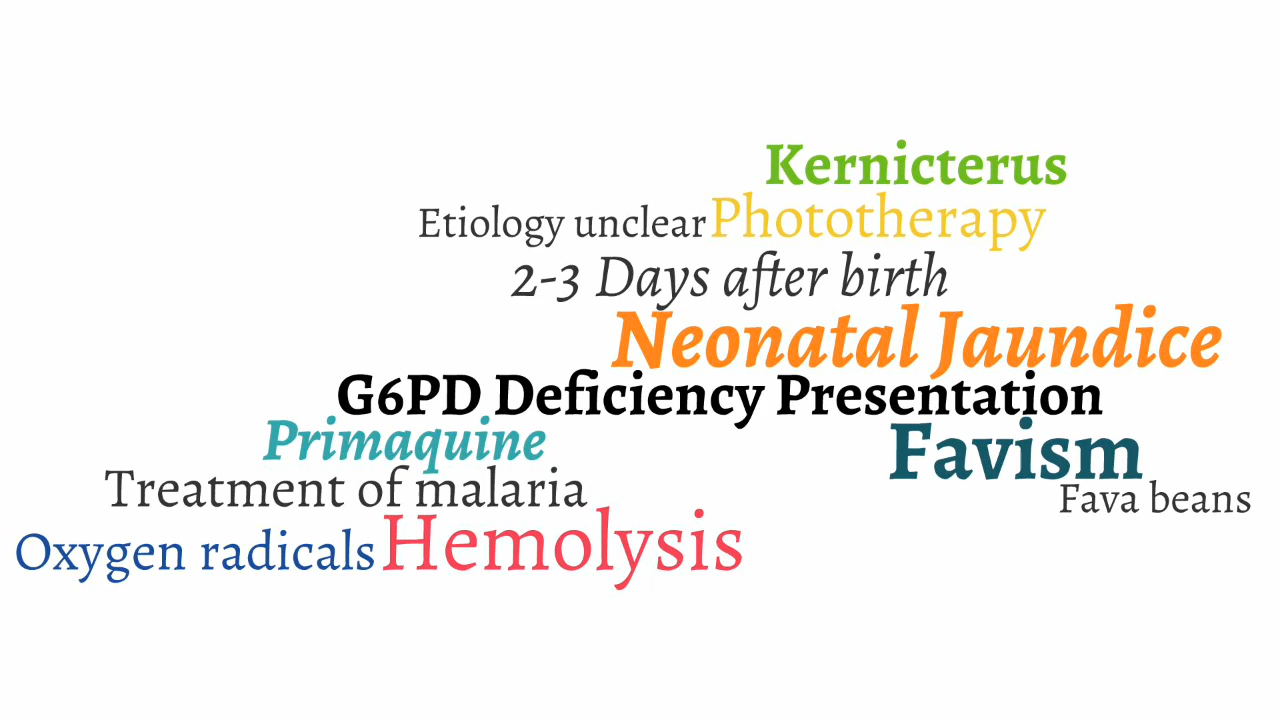 Kernicterus
Etiology unclear Phototherapy
2-3 Days after birth
Neonatal Jaundice
G6PD Deficiency Presentation
Primaquine Favism
Treatment of malaria Fava beans
Oxygen radicals Hemolysis